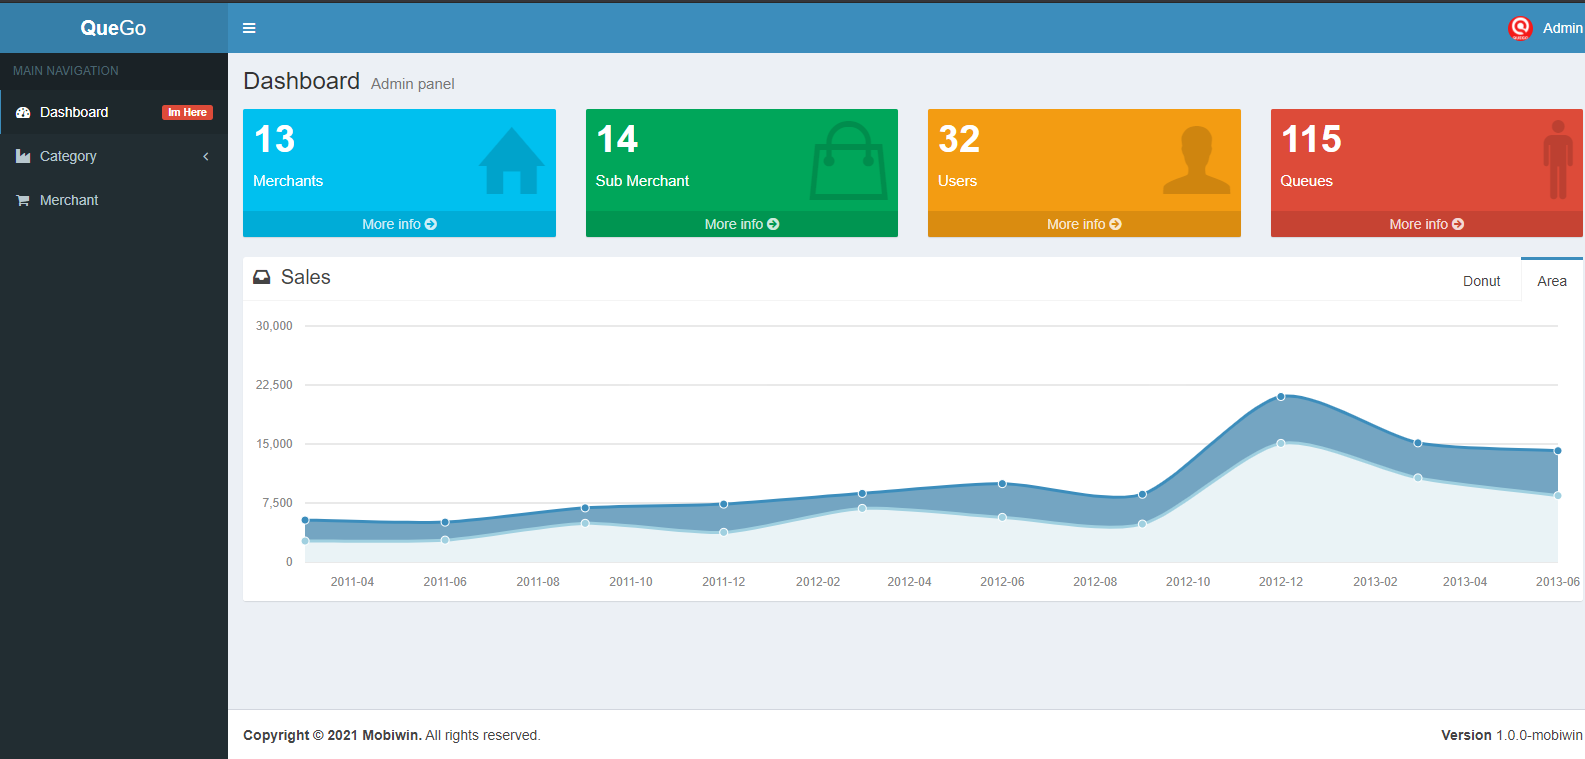 QueGo
Admin
MAIN NAVIGATION
Dashboard Im Here
Category
Merchant
Dashboard Admin panel
13
Merchants
More info
14
Sub Merchant
More info
32
Users
More info
115
Queues
More info
Sales
Donut Area
30,000
22,500
15,000
7,500
0
2011-04 2011-06 2011-08 2011-10 2011-12 2012-02 2012-04 2012-06 2012-08 2012-10 2012-12 2013-02 2013-04 2013-06
Copyright © 2021 Mobiwin. All rights reserved.
Version 1.0.0-mobiwin